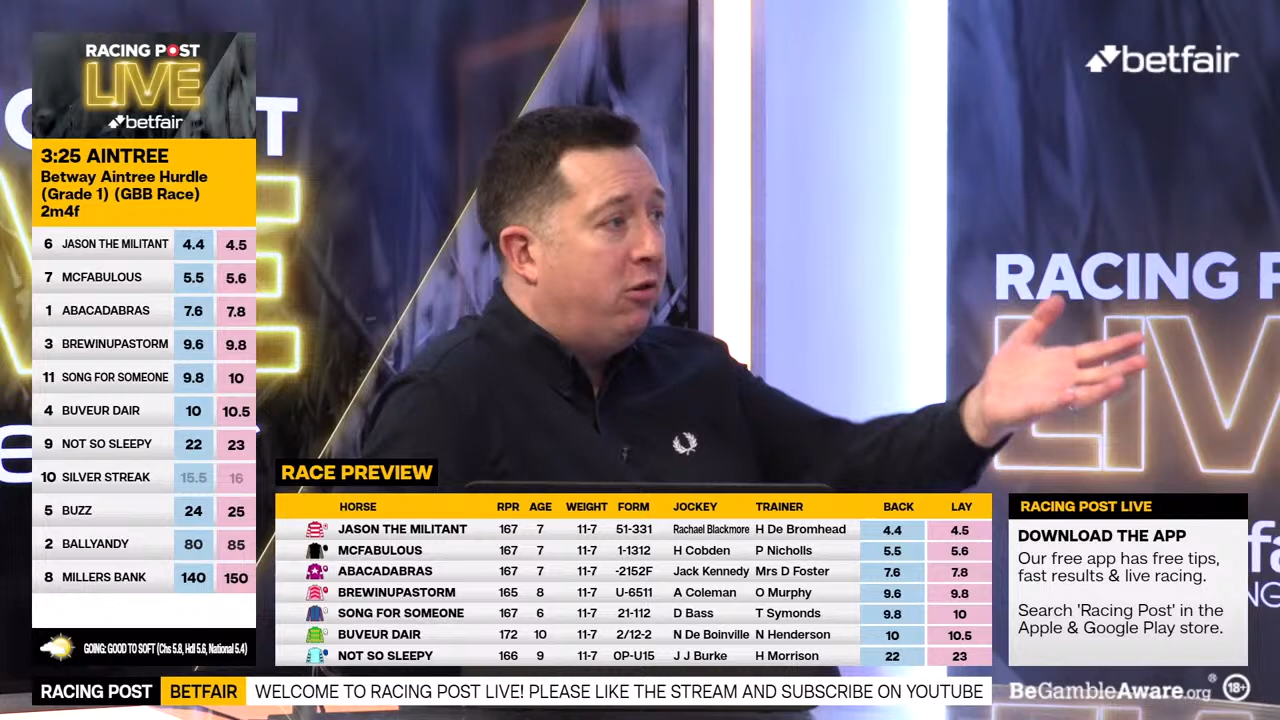 RACING POST
LIVE
betfair
3:25 AINTREE
Betway Aintree Hurdle
(Grade 1) (GBB Race)
2m4f
6 JASON THE MILITANT 4.4 4.5
7 MCFABULOUS 5.5 5.6
1 ABACADABRAS 7.6 7.8
3 BREWINUPASTORM 9.6 9.8
11 SONG FOR SOMEONE 9.8 10
4 BUVEUR DAIR 10 10.5
9 NOT SO SLEEPY 22 23
10 SILVER STREAK 15.5 16
5 BUZZ 24 25
2 BALLYANDY 80 85
8 MILLERS BANK 140 150
GOING: GOOD TO SOFT (Chs 5.8, Hdl 5.6, National 5.4)
betfair
RACING P
LIV
RACE PREVIEW
HORSE RPR AGE WEIGHT FORM JOCKEY TRAINER BACK LAY
JASON THE MILITANT 167 7 11-7 51-331 Rachael Blackmore H De Bromhead 4.4 4.5
MCFABULOUS 167 7 11-7 1-1312 H Cobden P Nicholls 5.5 5.6
ABACADABRAS 167 7 11-7 -2152F Jack Kennedy Mrs D Foster 7.6 7.8
BREWINUPASTORM 165 8 11-7 U-6511 A Coleman O Murphy 9.6 9.8
SONG FOR SOMEONE 167 6 11-7 21-112 D Bass T Symonds 9.8 10
BUVEUR DAIR 172 10 11-7 2/12-2 N De Boinville N Henderson 10 10.5
NOT SO SLEEPY 166 9 11-7 0P-U15 J J Burke H Morrison 22 23
RACING POST LIVE
DOWNLOAD THE APP
Our free app has free tips,
fast results & live racing.
Search 'Racing Post' in the
Apple & Google Play store.
RACING POST BETFAIR WELCOME TO RACING POST LIVE! PLEASE LIKE THE STREAM AND SUBSCRIBE ON YOUTUBE
BeGambleAware.org® 18+